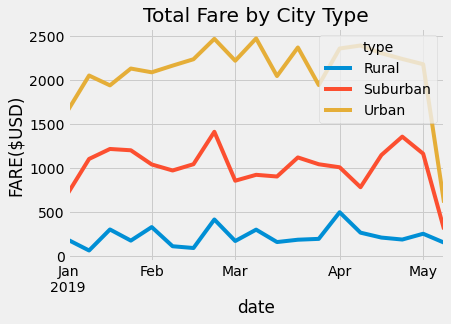 Total Fare by City Type
type
Rural
Suburban
Urban
2500
2000
1500
1000
500
0
FARE($USD)
Jan Feb Mar Apr May
2019
date